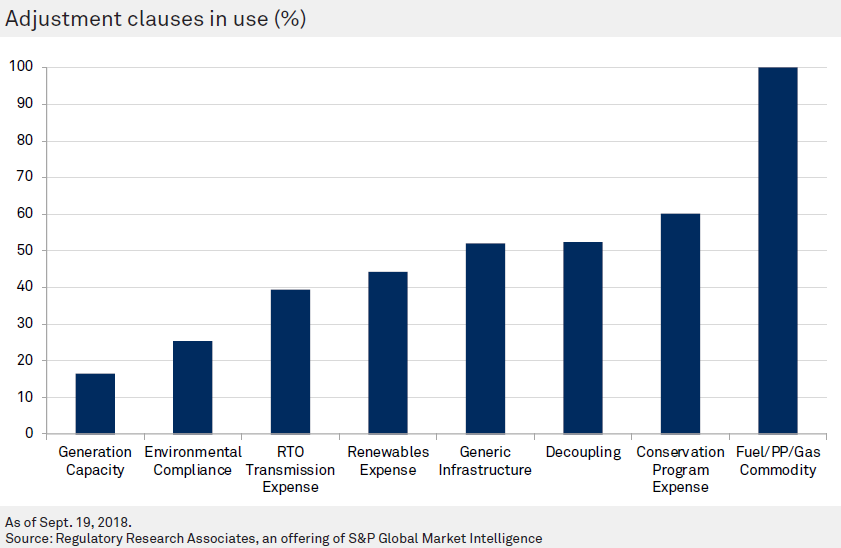 Adjustment clauses in use (%)
100
90
80
70
60
50
40
30
20
10
0
Generation
Capacity
Environmental
Compliance
RTO
Transmission
Expense
Renewables
Expense
Generic
Infrastructure
Decoupling
Conservation
Program
Expense
Fuel/PP/Gas
Commodity
As of Sept. 19, 2018.
Source: Regulatory Research Associates, an offering of S&P Global Market Intelligence